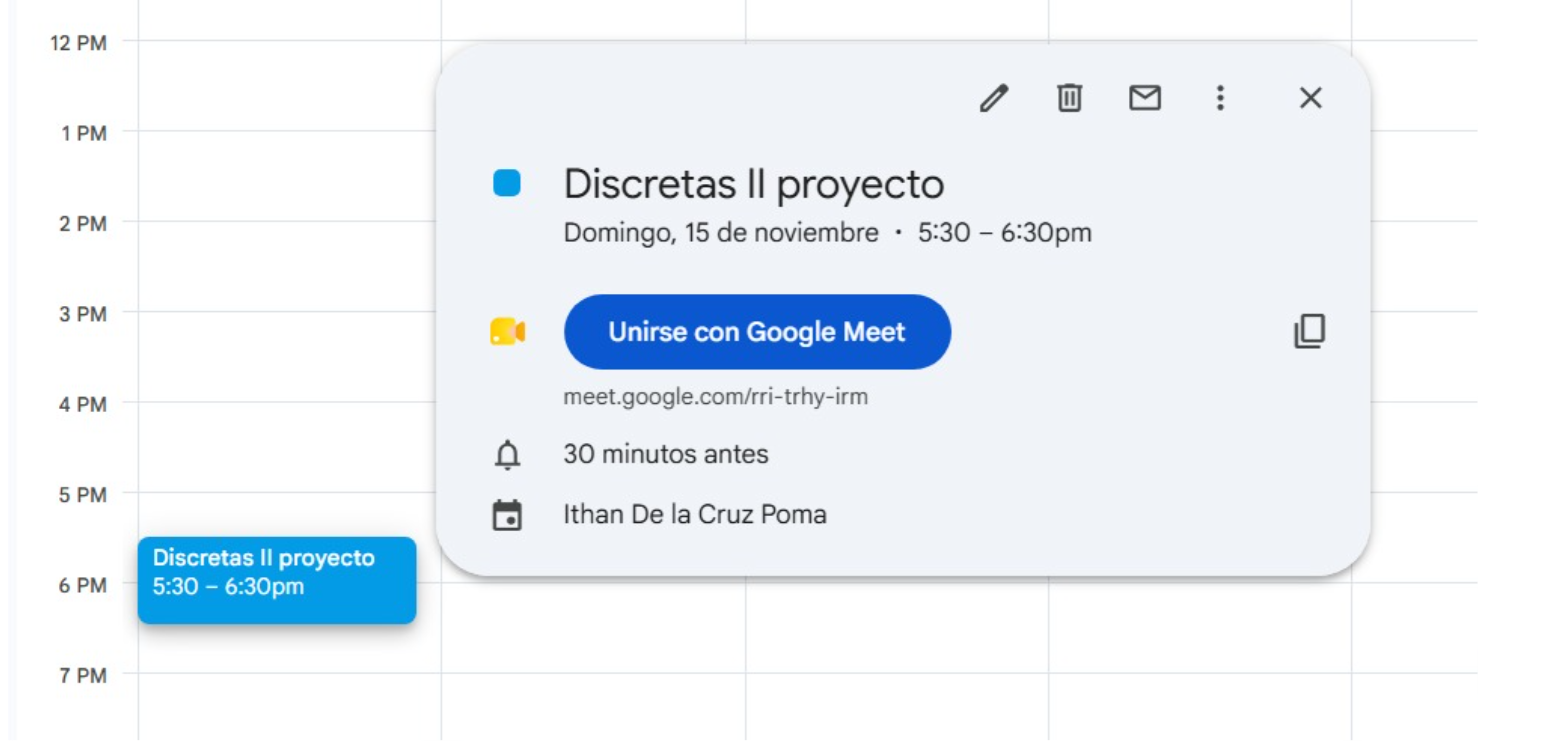 12 PM
1 PM
2 PM
3 PM
4 PM
5 PM
6 PM
7 PM
Discretas II proyecto
5:30 – 6:30pm
Discretas II proyecto
Domingo, 15 de noviembre • 5:30 – 6:30pm
Unirse con Google Meet
meet.google.com/rri-trhy-irm
30 minutos antes
Ithan De la Cruz Poma